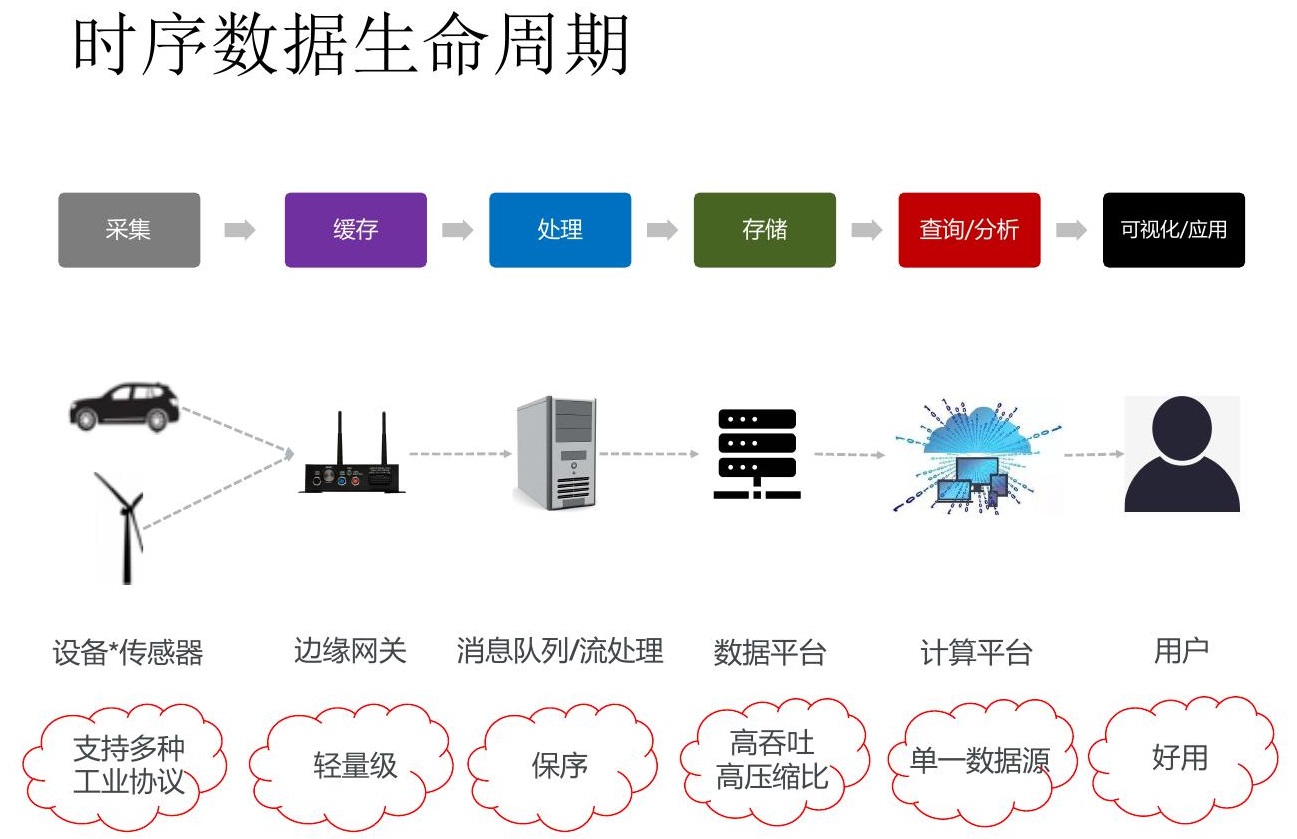 时序数据生命周期
采集
缓存
处理
存储
查询/分析
可视化/应用
设备*传感器
边缘网关
消息队列/流处理
数据平台
计算平台
用户
支持多种
工业协议
轻量级
保序
高吞吐
高压缩比
单一数据源
好用